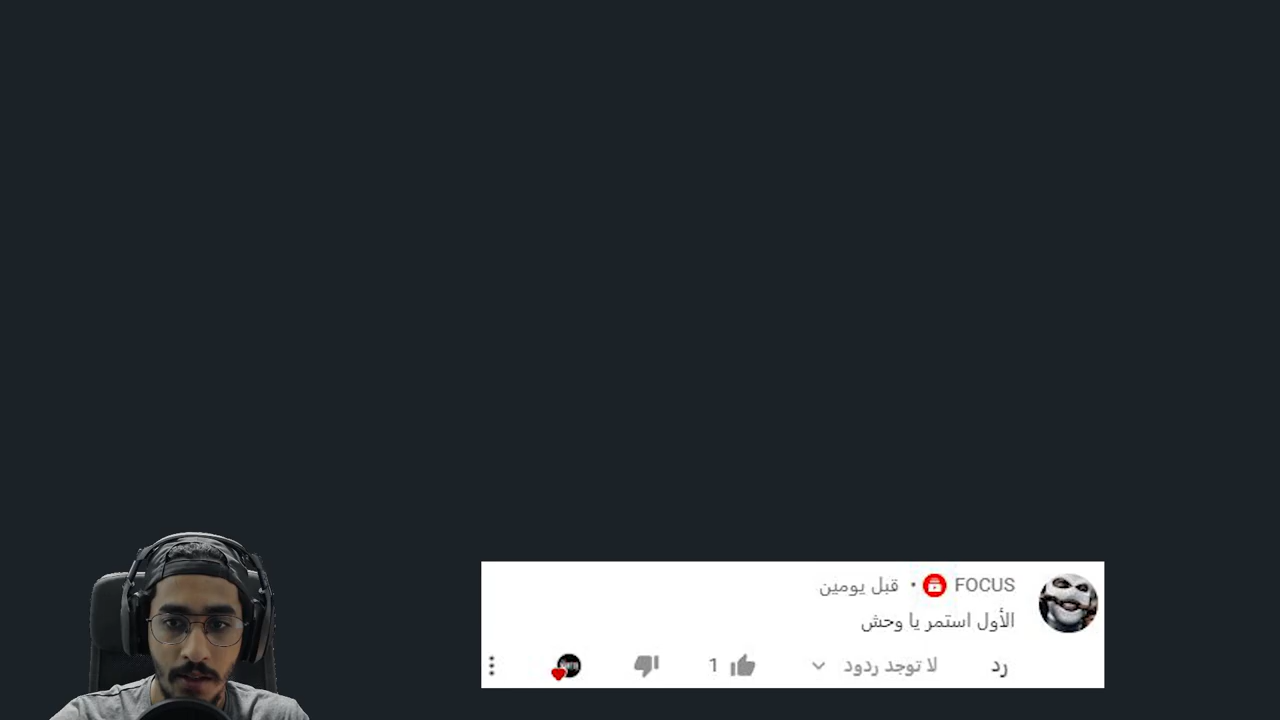 FOCUS • قبل يومين
الأول استمر يا وحش
رد لا توجد ردود 1